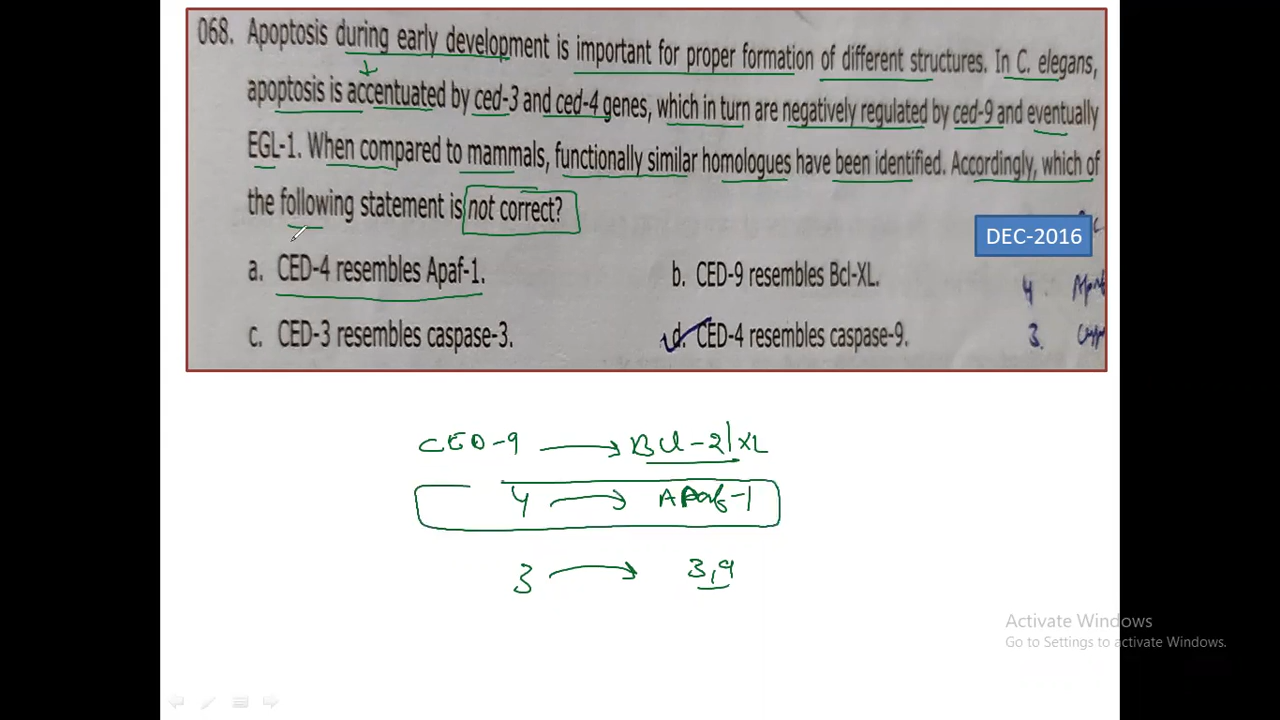 068. Apoptosis during early development is important for proper formation of different structures. In C. elegans,
apoptosis is accentuated by ced-3 and ced-4 genes, which in turn are negatively regulated by ced-9 and eventually
EGL-1. When compared to mammals, functionally similar homologues have been identified. Accordingly, which of
the following statement is not correct?
DEC-2016
a. CED-4 resembles Apaf-1.
b. CED-9 resembles Bcl-XL.
4
c. CED-3 resembles caspase-3.
d. CED-4 resembles caspase-9.
3.
CED-9 → Bcl-2/XL
4 → Apaf-1
3 → 3,9
Activate Windows
Go to Settings to activate Windows.